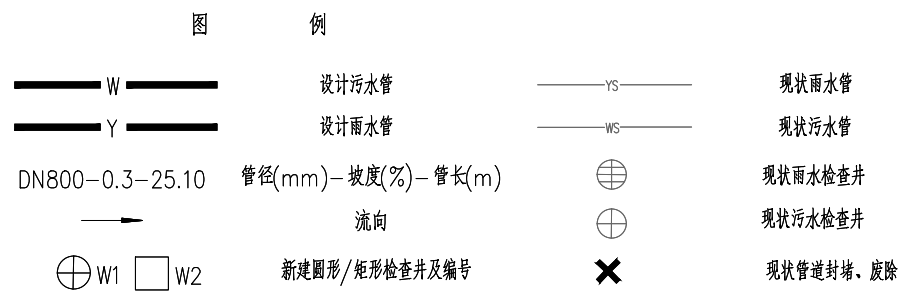 图 例
W 设计污水管 YS 现状雨水管
Y 设计雨水管 WS 现状污水管
DN800-0.3-25.10 管径(mm)-坡度(%)-管长(m) 现状雨水检查井
流向 现状污水检查井
W1 W2 新建圆形/矩形检查井及编号 现状管道封堵、废除